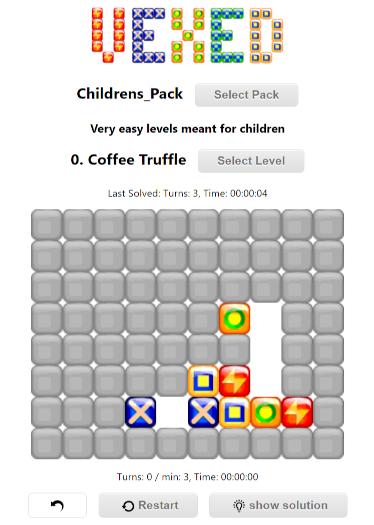 VEXED
Childrens_Pack Select Pack
Very easy levels meant for children
0. Coffee Truffle Select Level
Last Solved: Turns: 3, Time: 00:00:04
Turns: 0 / min: 3, Time: 00:00:00
Restart show solution